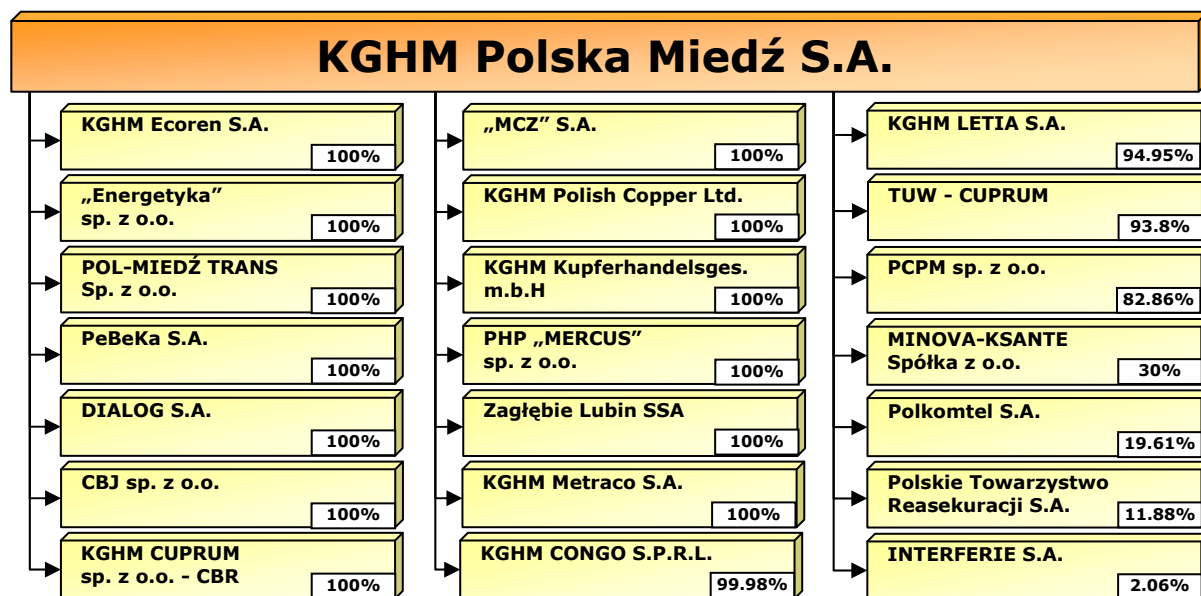 KGHM Polska Miedź S.A.
KGHM Ecoren S.A.
100%
„Energetyka”
sp. z o.o.
100%
POL-MIEDŹ TRANS
Sp. z o.o.
100%
PeBeKa S.A.
100%
DIALOG S.A.
100%
CBJ sp. z o.o.
100%
KGHM CUPRUM
sp. z o.o. - CBR
100%
„MCZ” S.A.
100%
KGHM Polish Copper Ltd.
100%
KGHM Kupferhandelsges.
m.b.H
100%
PHP „MERCUS”
sp. z o.o.
100%
Zagłębie Lubin SSA
100%
KGHM Metraco S.A.
100%
KGHM CONGO S.P.R.L.
99.98%
KGHM LETIA S.A.
94.95%
TUW - CUPRUM
93.8%
PCPM sp. z o.o.
82.86%
MINOVA-KSANTE
Spółka z o.o.
30%
Polkomtel S.A.
19.61%
Polskie Towarzystwo
Reasekuracji S.A.
11.88%
INTERFERIE S.A.
2.06%